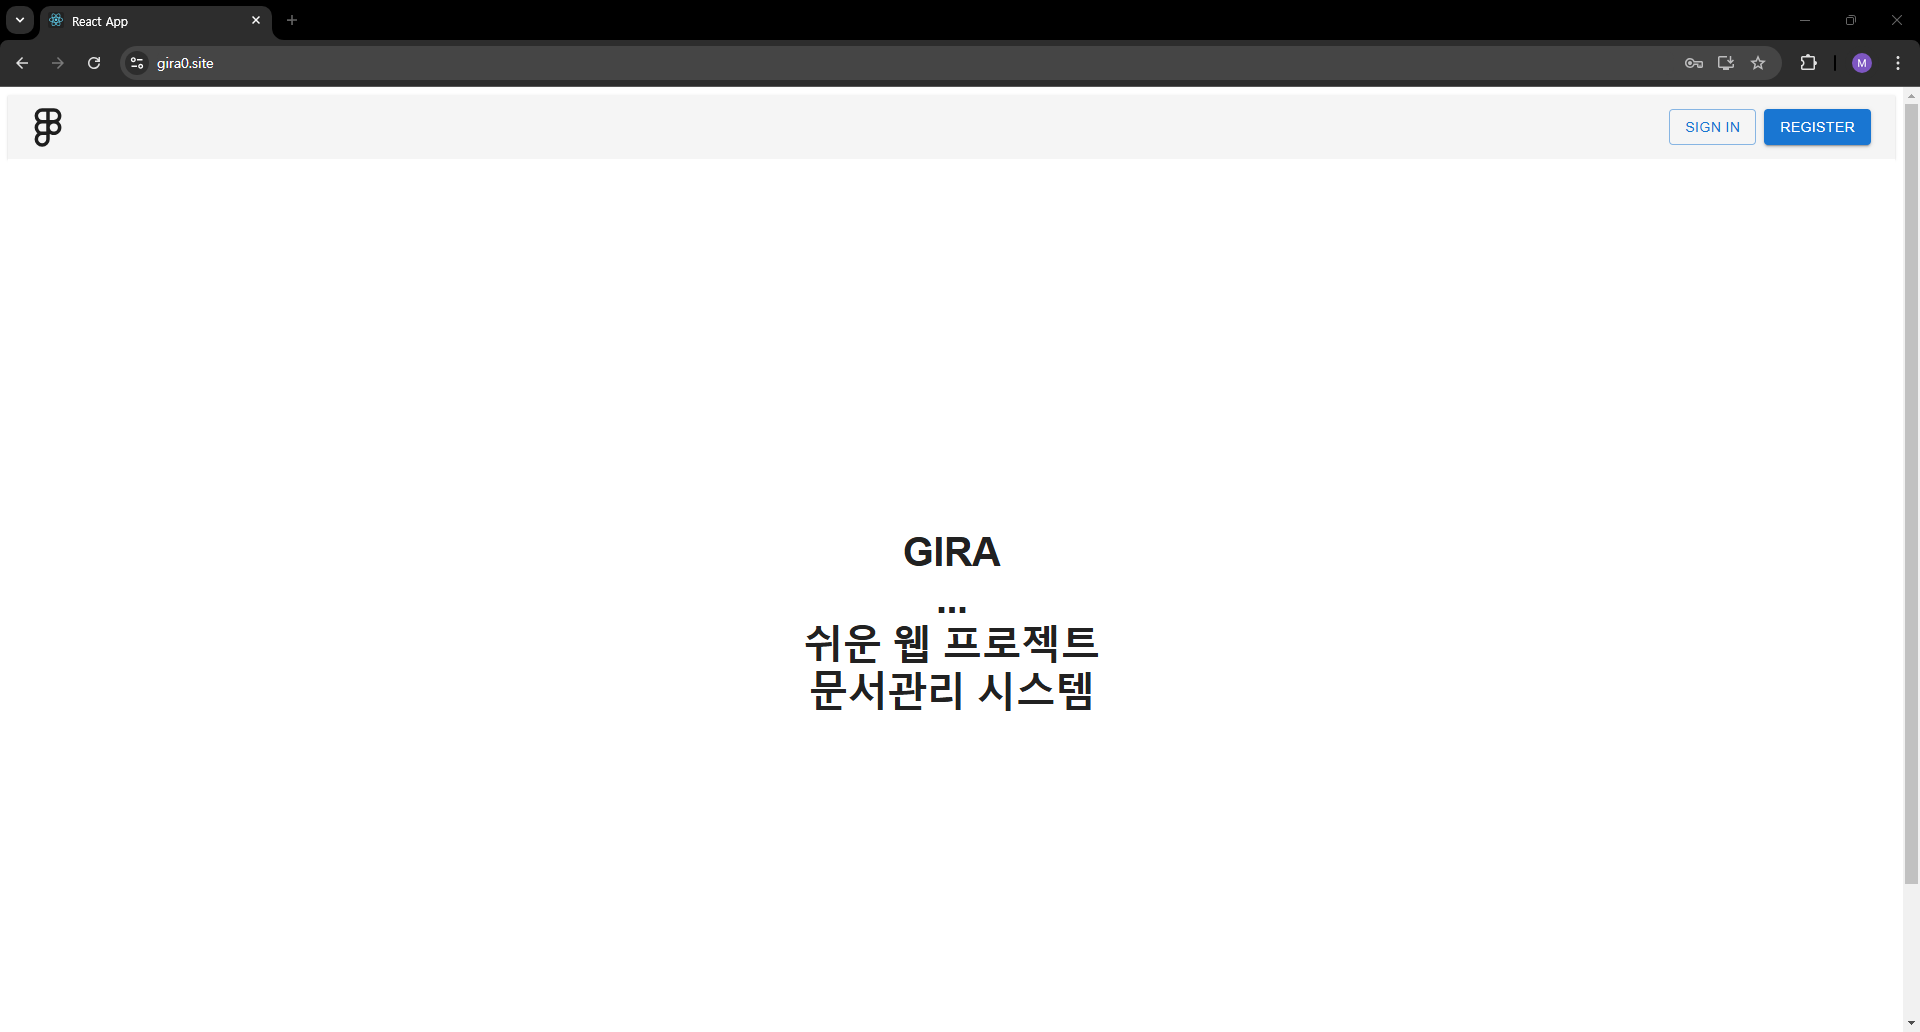 React App
gira0.site
M
SIGN IN
REGISTER
GIRA
...
쉬운 웹 프로젝트
문서관리 시스템